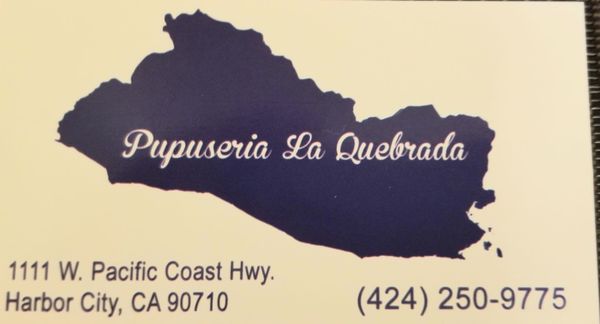 Pupuseria La Quebrada
1111 W. Pacific Coast Hwy.
Harbor City, CA 90710
(424) 250-9775